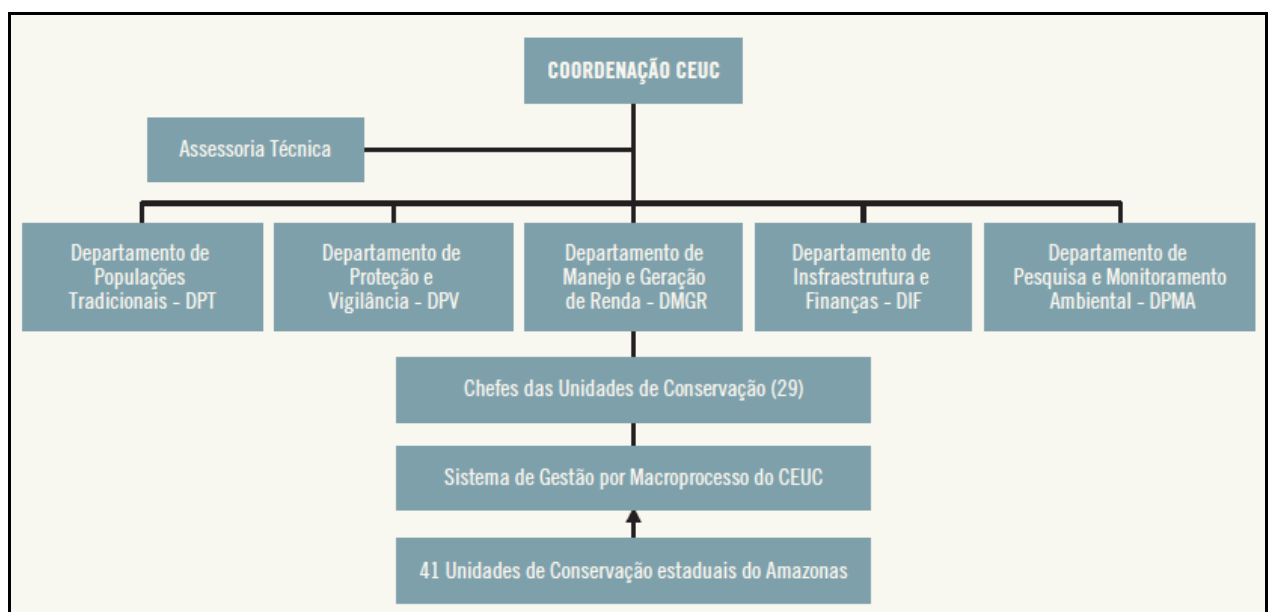 COORDENAÇÃO CEUC
Assessoria Técnica
Departamento de
Populações
Tradicionais - DPT
Departamento de
Proteção e
Vigilância - DPV
Departamento de
Manejo e Geração
de Renda - DMGR
Departamento de
Insfraestrutura e
Finanças - DIF
Departamento de
Pesquisa e Monitoramento
Ambiental - DPMA
Chefes das Unidades de Conservação (29)
Sistema de Gestão por Macroprocesso do CEUC
41 Unidades de Conservação estaduais do Amazonas